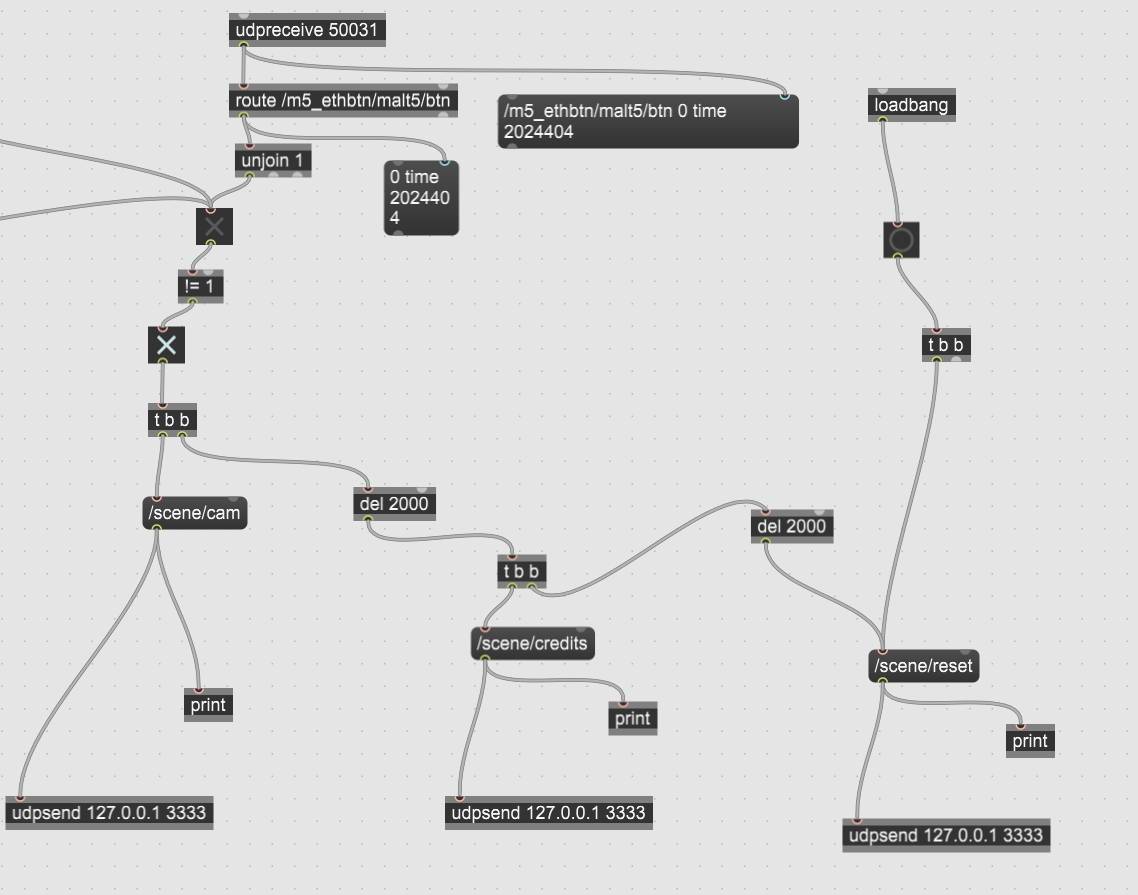 udpreceive 50031
route /m5_ethbtn/malt5/btn
/m5_ethbtn/malt5/btn 0 time
2024404
loadbang
unjoin 1
0 time
202440
4
!= 1
t b b
t b b
/scene/cam
del 2000
del 2000
t b b
/scene/credits
/scene/reset
print
print
print
udpsend 127.0.0.1 3333
udpsend 127.0.0.1 3333
udpsend 127.0.0.1 3333